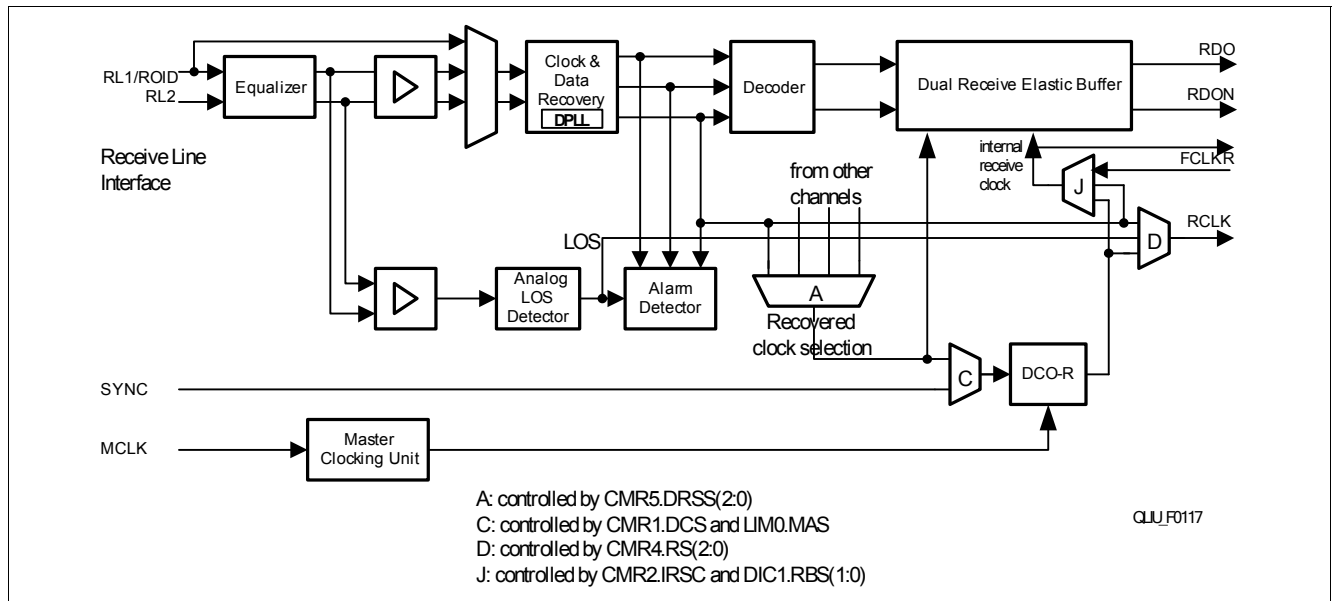 RL1/ROID
RL2
Equalizer
Clock &
Data
Recovery
DPLL
Decoder
Dual Receive Elastic Buffer
RDO
RDON
Receive Line
Interface
from other
channels
internal
receive
clock
FCLKR
J
RCLK
D
LOS
Analog
LOS
Detector
Alarm
Detector
A
Recovered
clock selection
C
DCO-R
SYNC
MCLK
Master
Clocking Unit
A: controlled by CMR5.DRSS(2:0)
C: controlled by CMR1.DCS and LIM0.MAS
D: controlled by CMR4.RS(2:0)
J: controlled by CMR2.IRSC and DIC1.RBS(1:0)
QLIU_F0117